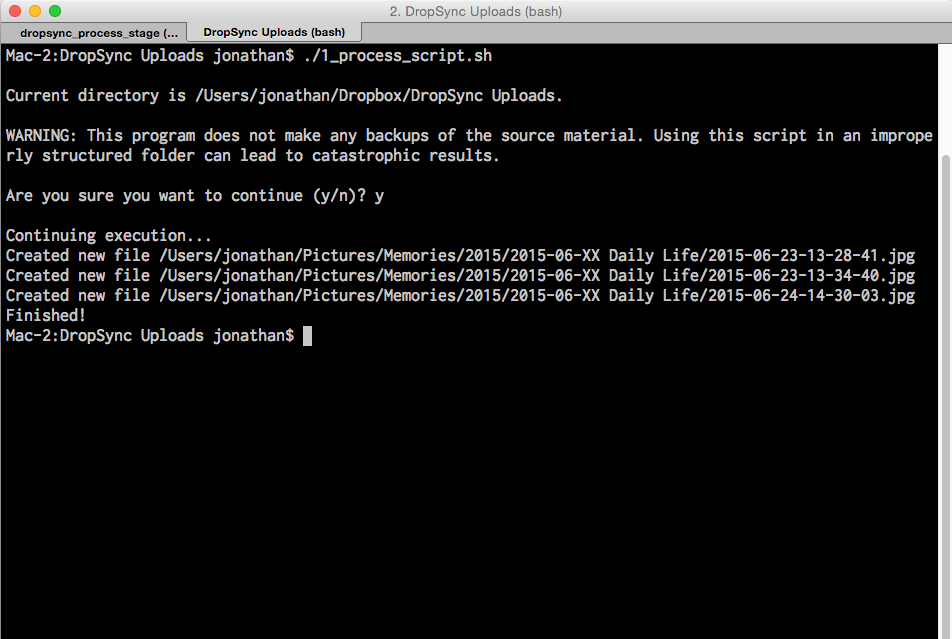 2. DropSync Uploads (bash)
dropsync_process_stage (...
DropSync Uploads (bash)
Mac-2:DropSync Uploads jonathan$ ./1_process_script.sh
Current directory is /Users/jonathan/Dropbox/DropSync Uploads.
WARNING: This program does not make any backups of the source material. Using this script in an imprope
rly structured folder can lead to catastrophic results.
Are you sure you want to continue (y/n)? y
Continuing execution...
Created new file /Users/jonathan/Pictures/Memories/2015/2015-06-XX Daily Life/2015-06-23-13-28-41.jpg
Created new file /Users/jonathan/Pictures/Memories/2015/2015-06-XX Daily Life/2015-06-23-13-34-40.jpg
Created new file /Users/jonathan/Pictures/Memories/2015/2015-06-XX Daily Life/2015-06-24-14-30-03.jpg
Finished!
Mac-2:DropSync Uploads jonathan$